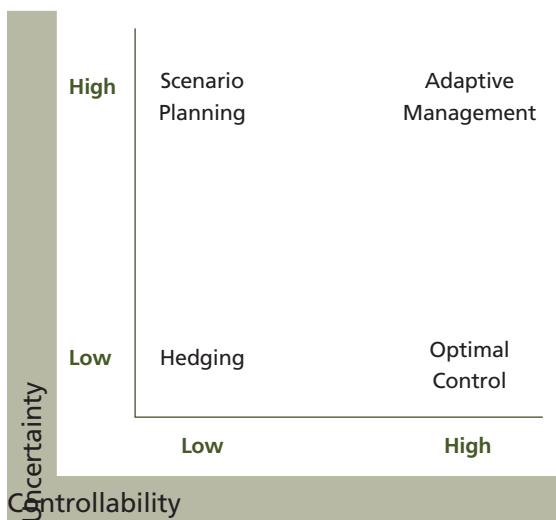 High
Scenario
Planning
Adaptive
Management
Low
Hedging
Optimal
Control
Low
High
Uncertainty
Controllability